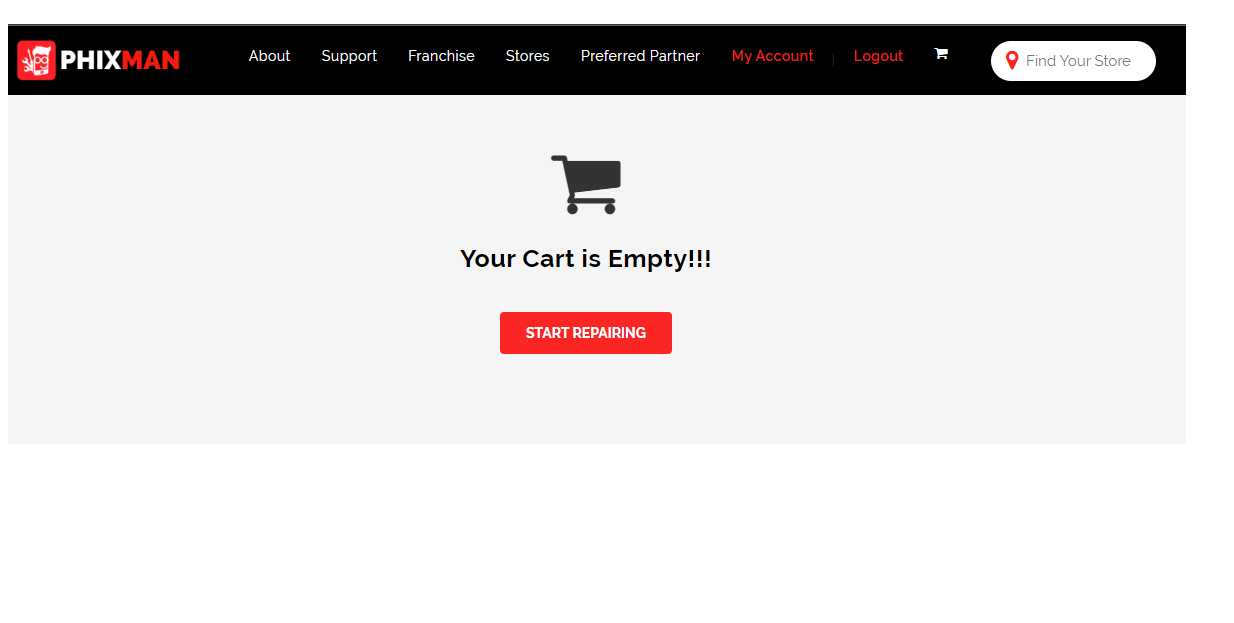 PHIXMAN About Support Franchise Stores Preferred Partner My Account | Logout Find Your Store
Your Cart is Empty!!!
START REPAIRING